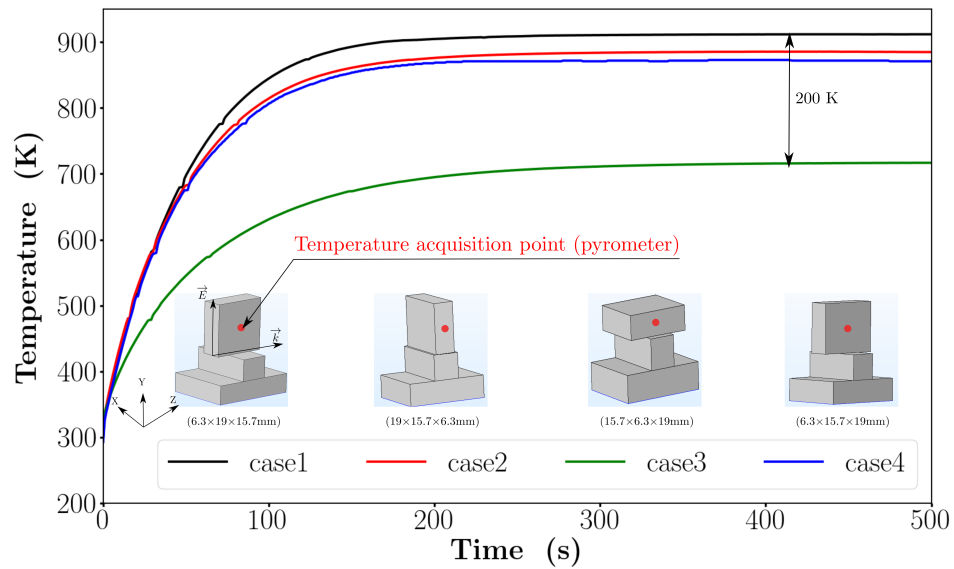 Temperature (K)
900
800
700
600
500
400
300
200
200 K
Temperature acquisition point (pyrometer)
E
k
X
Y
Z
(6.3×19×15.7mm)
(19×15.7×6.3mm)
(15.7×6.3×19mm)
(6.3×15.7×19mm)
case1 case2 case3 case4
0 100 200 300 400 500
Time (s)